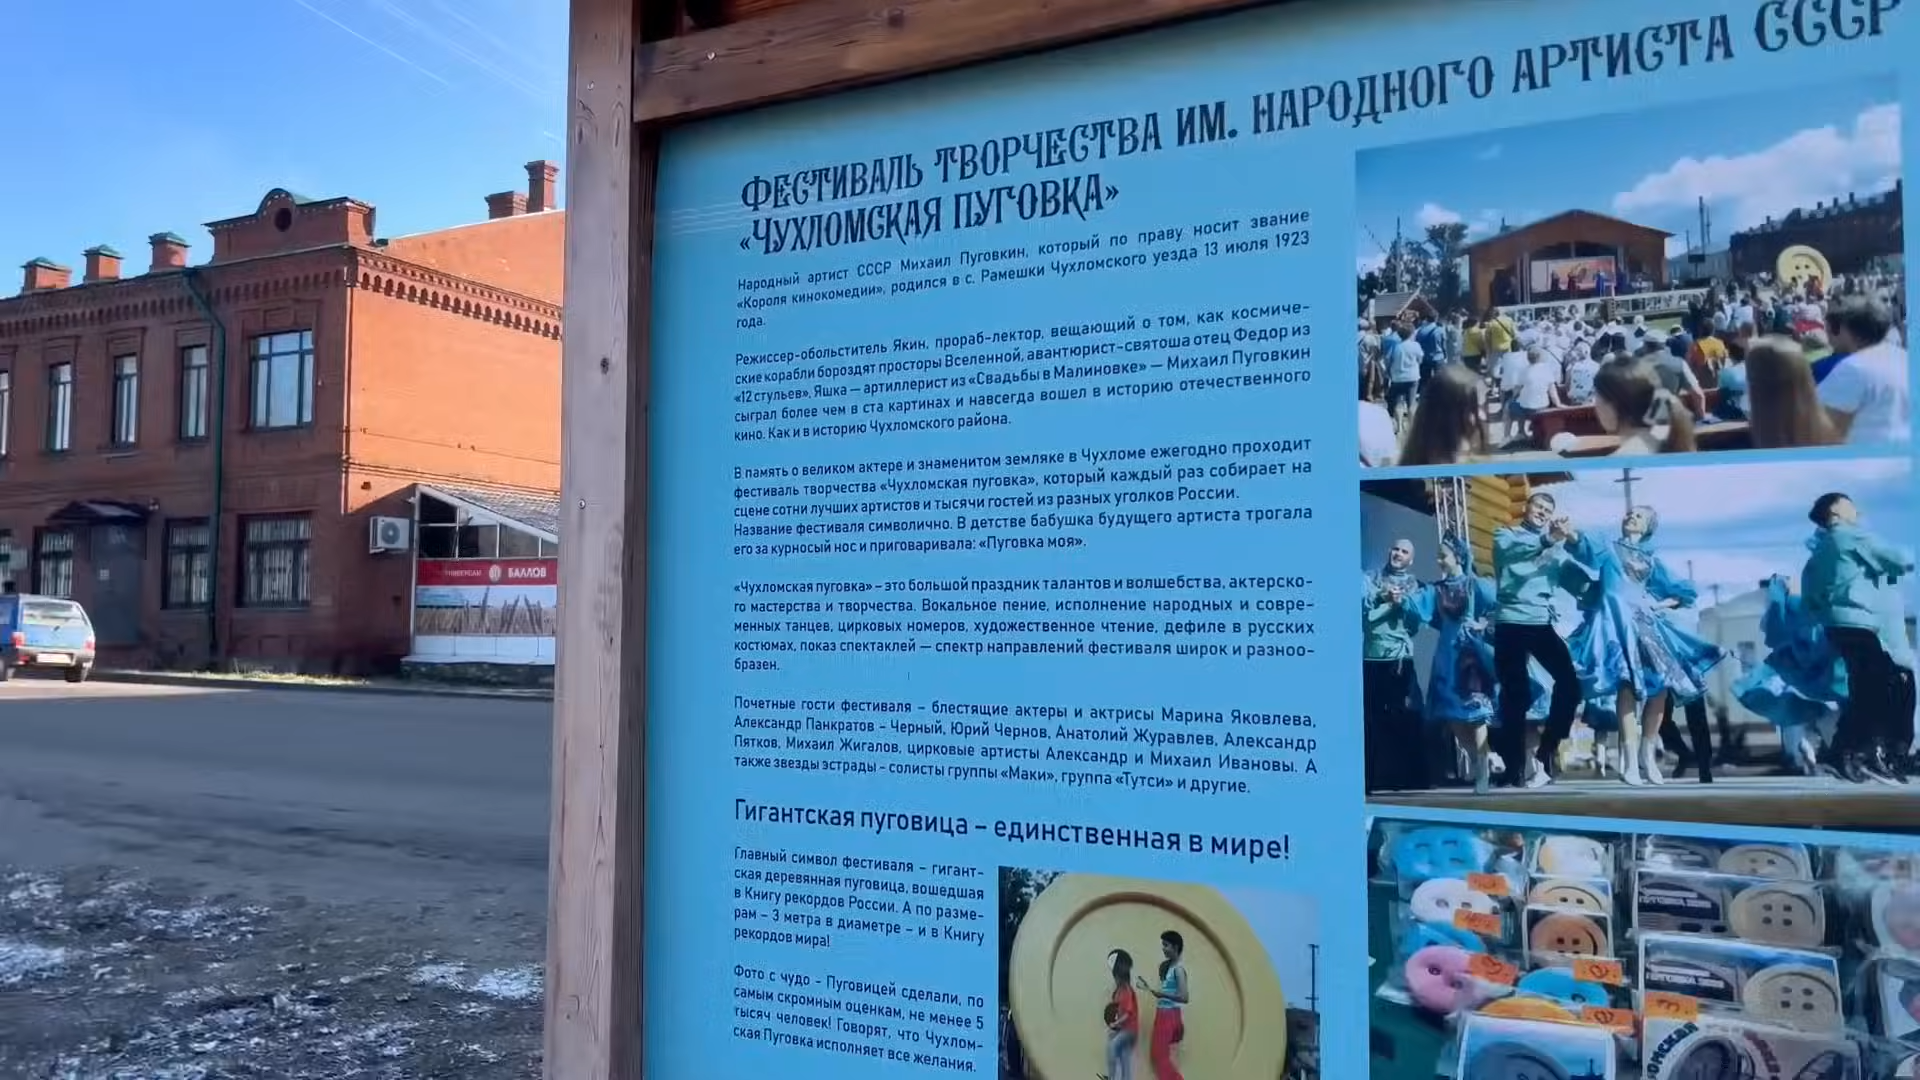 ФЕСТИВАЛЬ ТВОРЧЕСТВА ИМ. НАРОДНОГО АРТИСТА СССР
«ЧУХЛОМСКАЯ ПУГОВКА»
Народный артист СССР Михаил Пуговкин, который по праву носит звание
«Короля кинокомедии», родился в с. Рамешки Чухломского уезда 13 июля 1923
года.
Режиссер-обольститель Якин, прораб-лектор, вещающий о том, как космиче-
ские корабли бороздят просторы Вселенной, авантюрист-святоша отец Федор из
«12 стульев», Яшка — артиллерист из «Свадьбы в Малиновке» — Михаил Пуговкин
сыграл более чем в ста картинах и навсегда вошел в историю отечественного
кино. Как и в историю Чухломского района.
В память о великом актере и знаменитом земляке в Чухломе ежегодно проходит
фестиваль творчества «Чухломская пуговка», который каждый раз собирает на
сцене сотни лучших артистов и тысячи гостей из разных уголков России.
Название фестиваля символично. В детстве бабушка будущего артиста трогала
его за курносый нос и приговаривала: «Пуговка моя».
«Чухломская пуговка» – это большой праздник талантов и волшебства, актерско-
го мастерства и творчества. Вокальное пение, исполнение народных и совре-
менных танцев, цирковых номеров, художественное чтение, дефиле в русских
костюмах, показ спектаклей — спектр направлений фестиваля широк и разноо-
бразен.
Почетные гости фестиваля – блестящие актеры и актрисы Марина Яковлева,
Александр Панкратов – Черный, Юрий Чернов, Анатолий Журавлев, Александр
Пятков, Михаил Жигалов, цирковые артисты Александр и Михаил Ивановы. А
также звезды эстрады - солисты группы «Маки», группа «Тутси» и другие.
Гигантская пуговица – единственная в мире!
Главный символ фестиваля – гигант-
ская деревянная пуговица, вошедшая
в Книгу рекордов России. А по разме-
рам – 3 метра в диаметре – и в Книгу
рекордов мира!
Фото с чудо - Пуговицей сделали, по
самым скромным оценкам, не менее 5
тысяч человек! Говорят, что Чухлом-
ская Пуговка исполняет все желания.
УНИВЕРСАМ БАЛЛОВ